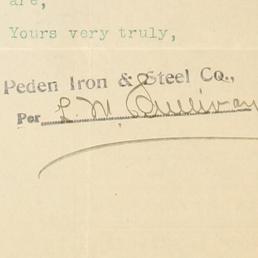 are,
Yours very truly,
Peden Iron & Steel Co.,
Per L. M. Sullivan